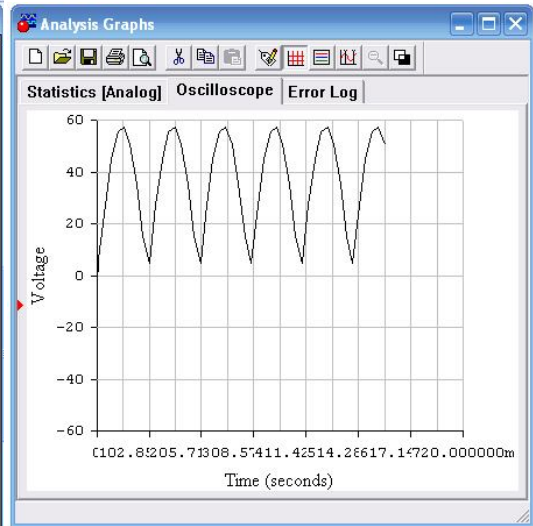 Analysis Graphs
Statistics [Analog] Oscilloscope Error Log
60
40
20
0
-20
-40
-60
Voltage
0102.85205.71308.57411.42514.28617.14720.000000m
Time (seconds)